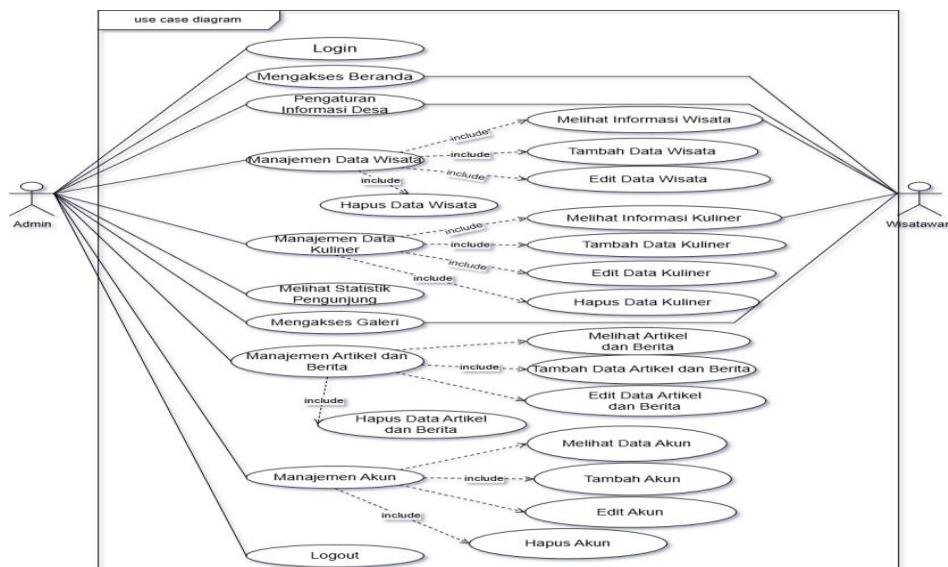 use case diagram
Login
Mengakses Beranda
Pengaturan
Informasi Desa
Melihat Informasi Wisata
include
Manajemen Data Wisata
include
Tambah Data Wisata
include
Edit Data Wisata
include
Hapus Data Wisata
Admin
Wisatawan
Melihat Informasi Kuliner
include
Manajemen Data
Kuliner
include
Tambah Data Kuliner
include
Edit Data Kuliner
include
Hapus Data Kuliner
Melihat Statistik
Pengunjung
Mengakses Galeri
Melihat Artikel
dan Berita
Manajemen Artikel dan
Berita
include
Tambah Data Artikel dan Berita
include
Edit Data Artikel
dan Berita
Hapus Data Artikel
dan Berita
Melihat Data Akun
Manajemen Akun
include
Tambah Akun
include
Edit Akun
Hapus Akun
Logout